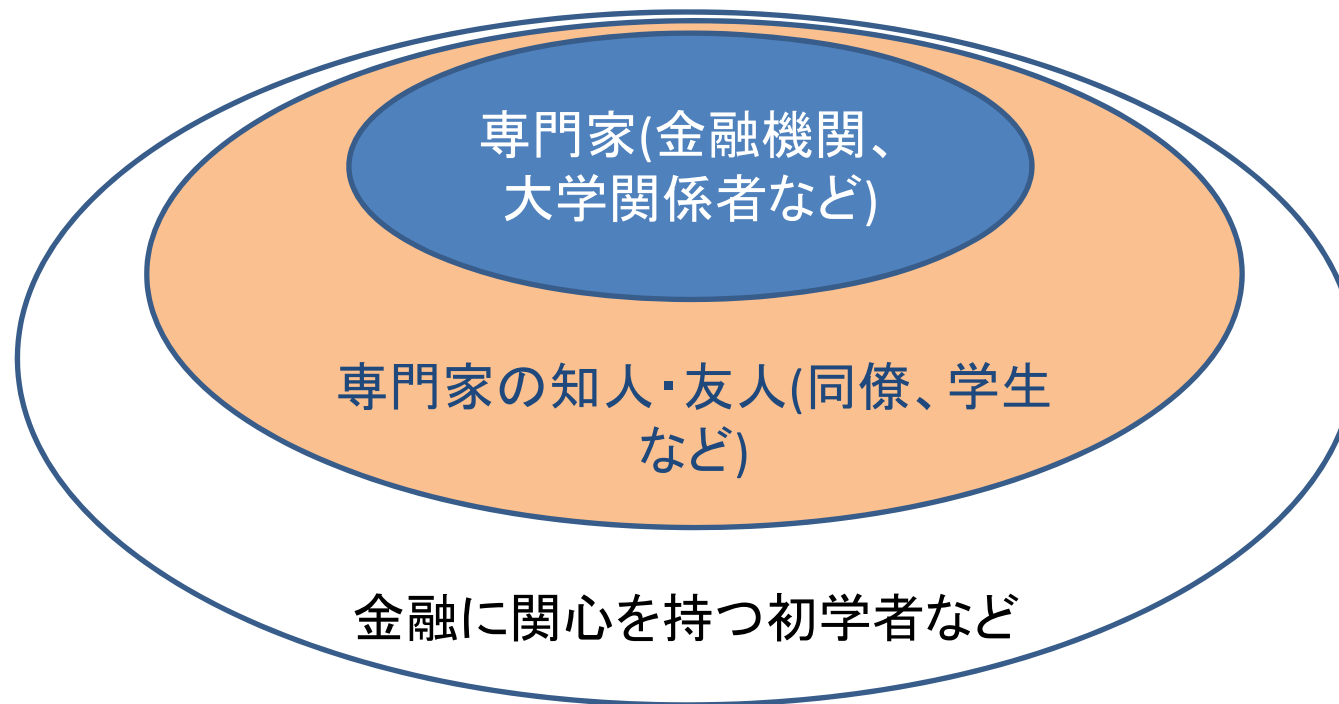 専門家(金融機関、
大学関係者など)
専門家の知人・友人(同僚、学生
など)
金融に関心を持つ初学者など